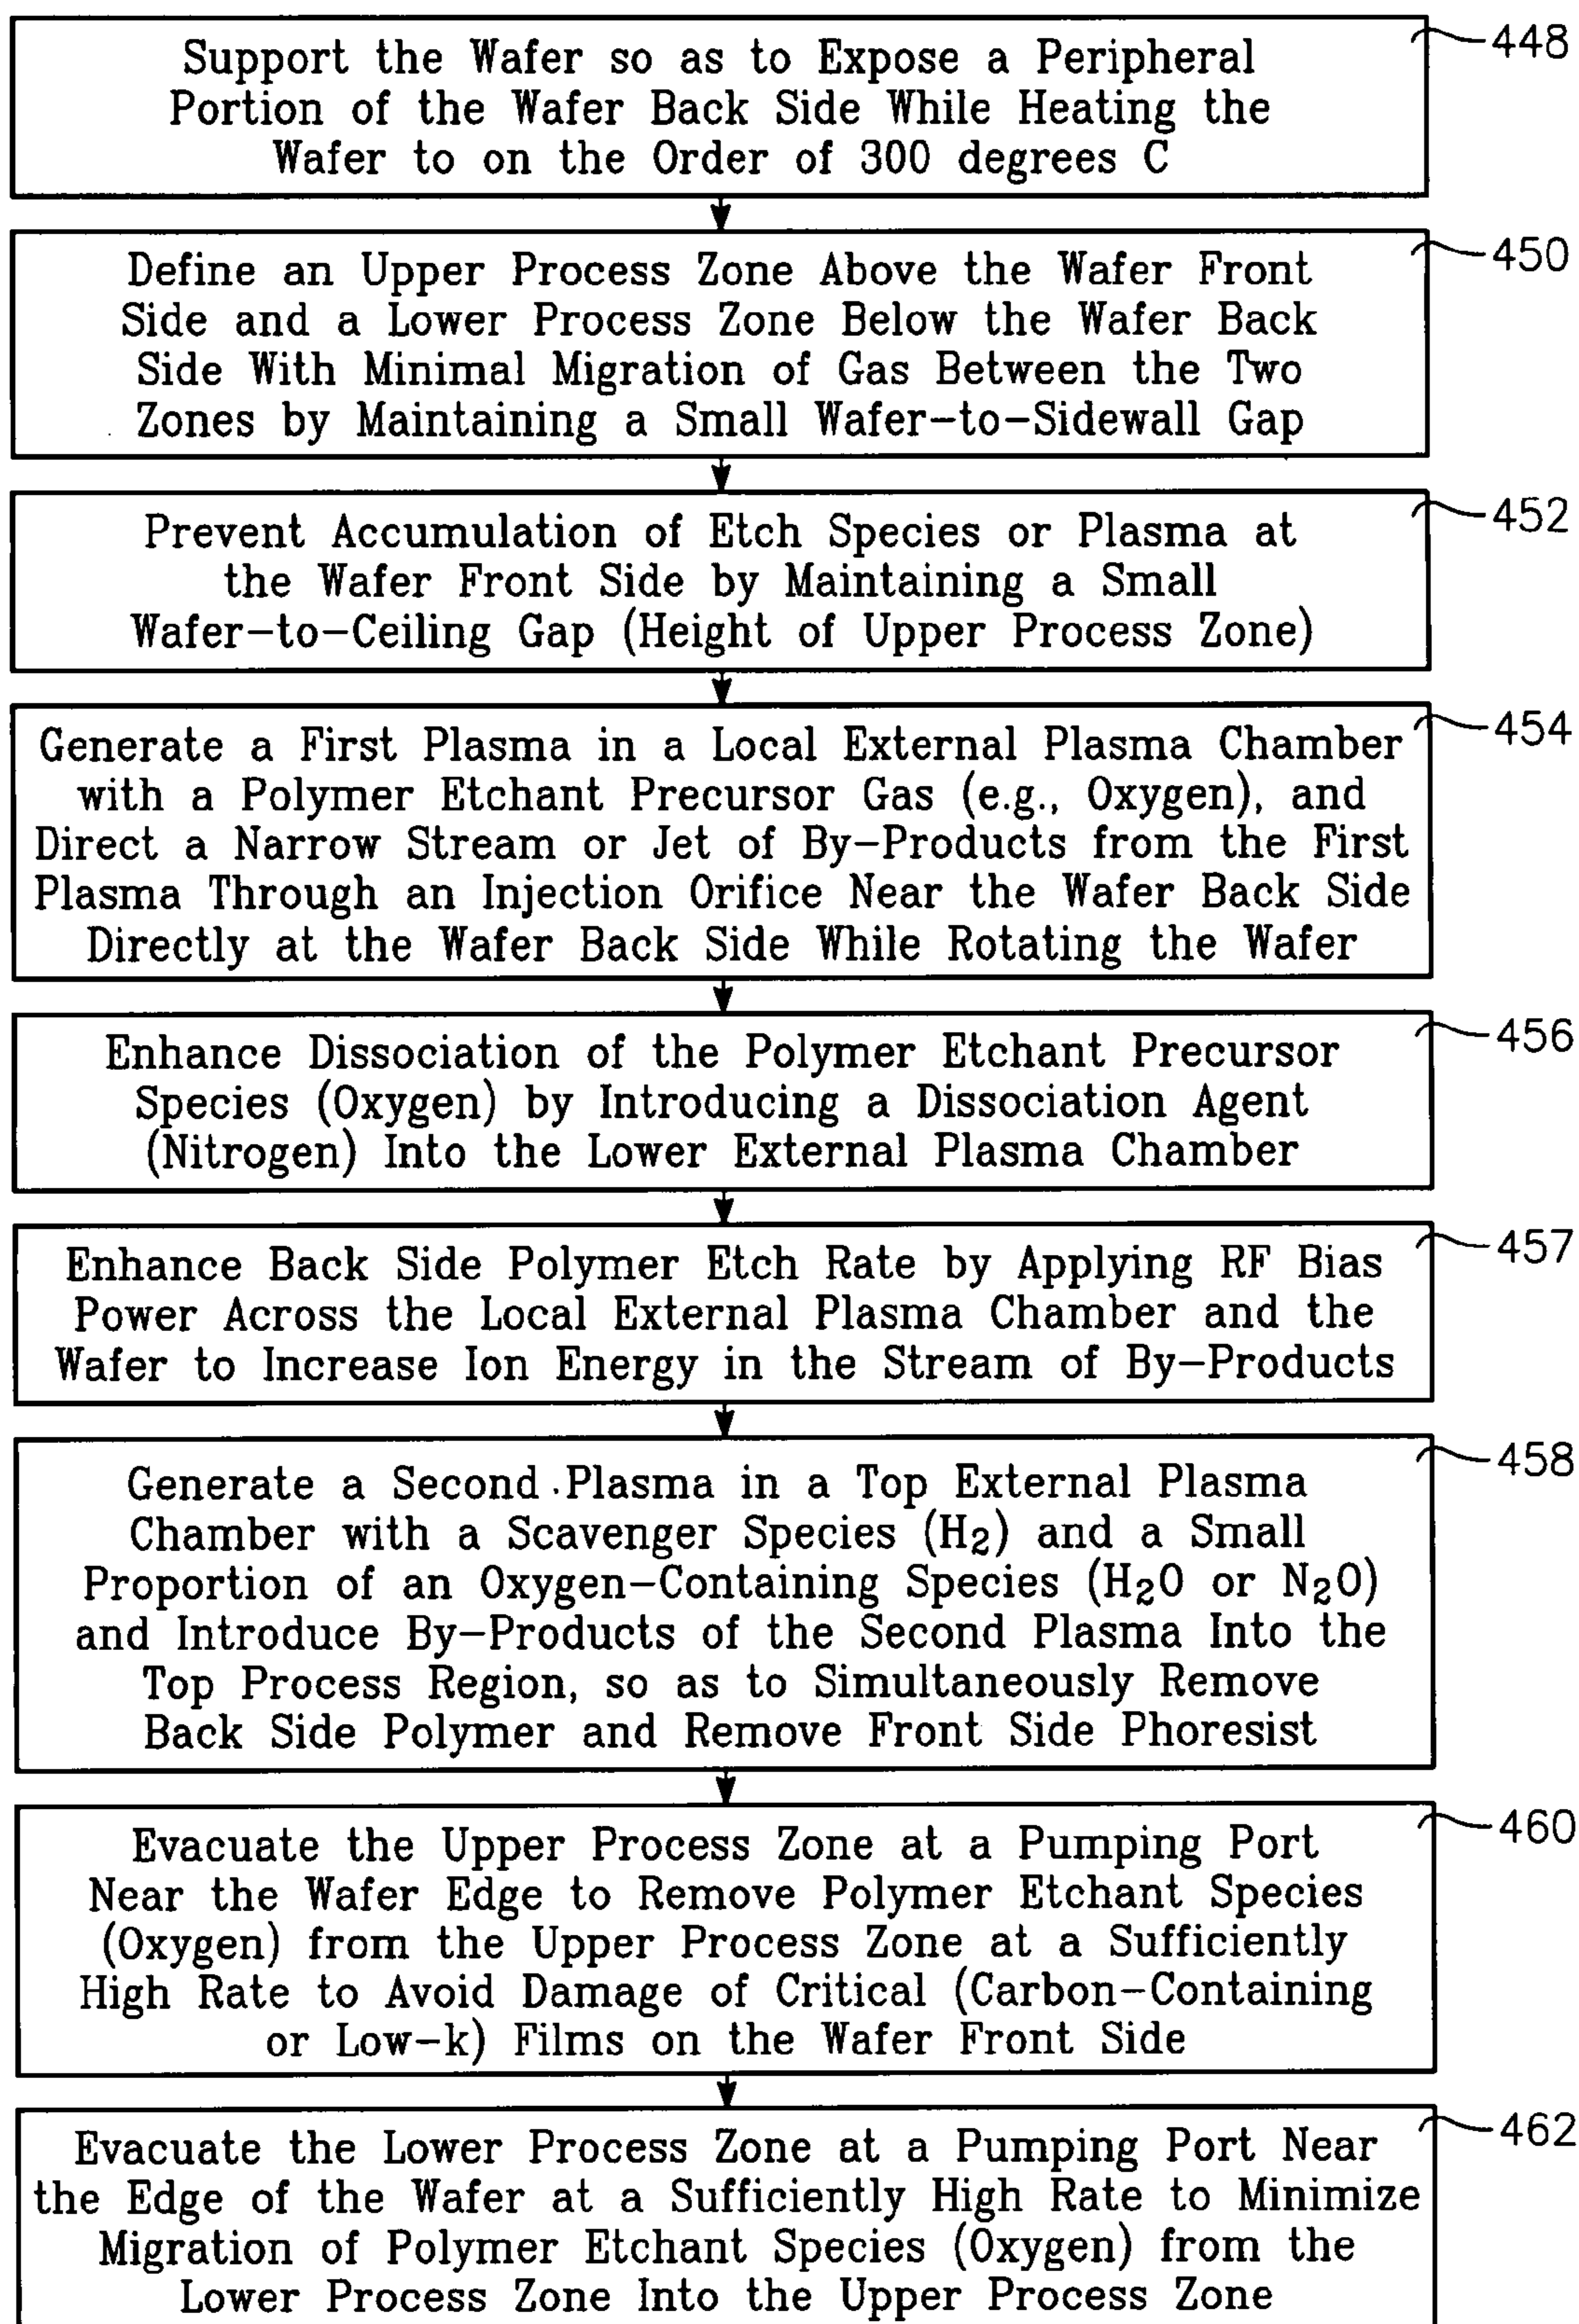 Support the Wafer so as to Expose a Peripheral
Portion of the Wafer Back Side While Heating the
Wafer to on the Order of 300 degrees C
448
Define an Upper Process Zone Above the Wafer Front
Side and a Lower Process Zone Below the Wafer Back
Side With Minimal Migration of Gas Between the Two
Zones by Maintaining a Small Wafer-to-Sidewall Gap
450
Prevent Accumulation of Etch Species or Plasma at
the Wafer Front Side by Maintaining a Small
Wafer-to-Ceiling Gap (Height of Upper Process Zone)
452
Generate a First Plasma in a Local External Plasma Chamber
with a Polymer Etchant Precursor Gas (e.g., Oxygen), and
Direct a Narrow Stream or Jet of By-Products from the First
Plasma Through an Injection Orifice Near the Wafer Back Side
Directly at the Wafer Back Side While Rotating the Wafer
454
Enhance Dissociation of the Polymer Etchant Precursor
Species (Oxygen) by Introducing a Dissociation Agent
(Nitrogen) Into the Lower External Plasma Chamber
456
Enhance Back Side Polymer Etch Rate by Applying RF Bias
Power Across the Local External Plasma Chamber and the
Wafer to Increase Ion Energy in the Stream of By-Products
457
Generate a Second Plasma in a Top External Plasma
Chamber with a Scavenger Species (H2) and a Small
Proportion of an Oxygen-Containing Species (H2O or N2O)
and Introduce By-Products of the Second Plasma Into the
Top Process Region, so as to Simultaneously Remove
Back Side Polymer and Remove Front Side Phoresist
458
Evacuate the Upper Process Zone at a Pumping Port
Near the Wafer Edge to Remove Polymer Etchant Species
(Oxygen) from the Upper Process Zone at a Sufficiently
High Rate to Avoid Damage of Critical (Carbon-Containing
or Low-k) Films on the Wafer Front Side
460
Evacuate the Lower Process Zone at a Pumping Port Near
the Edge of the Wafer at a Sufficiently High Rate to Minimize
Migration of Polymer Etchant Species (Oxygen) from the
Lower Process Zone Into the Upper Process Zone
462